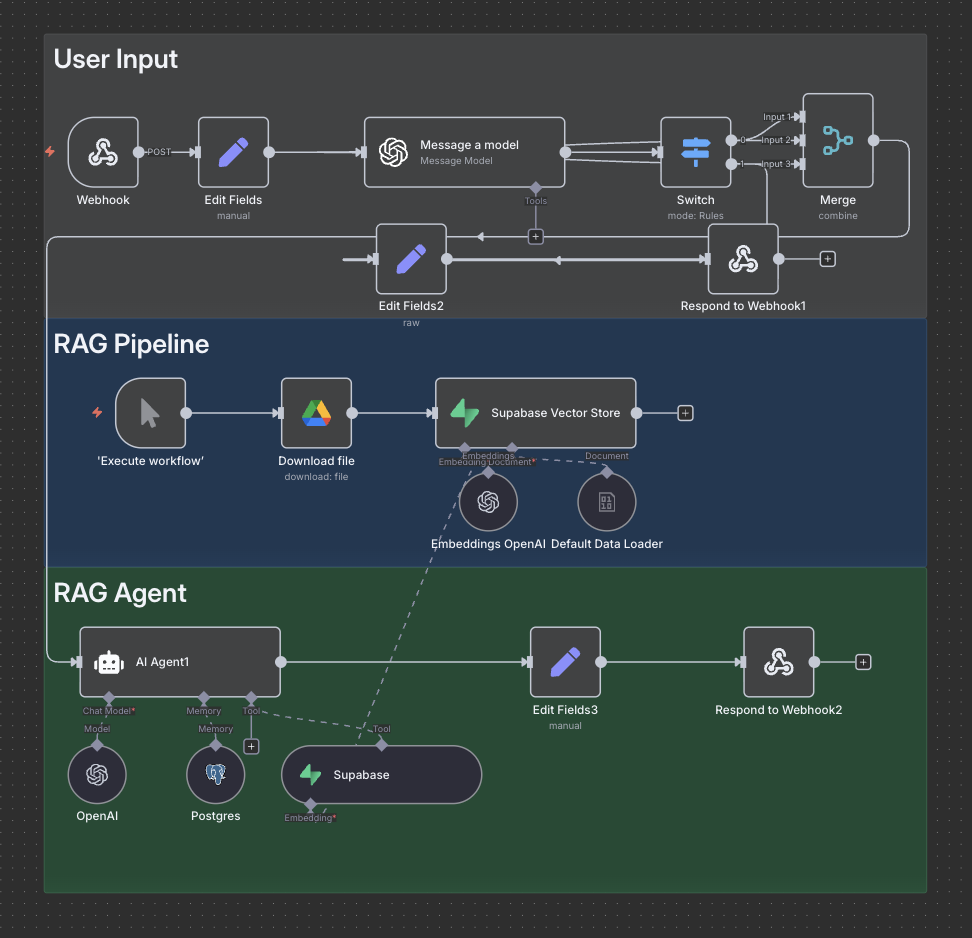 User Input
POST
Webhook
Edit Fields
manual
Message a model
Message Model
Tools
0
1
Switch
mode: Rules
Input 1
Input 2
Input 3
Merge
combine
Edit Fields2
raw
Respond to Webhook1
RAG Pipeline
'Execute workflow'
Download file
download: file
Supabase Vector Store
Embedding*
Document*
Embeddings
Document
Embeddings OpenAI
Default Data Loader
RAG Agent
AI Agent1
Chat Model*
Memory
Tool
Model
Memory
Tool
OpenAI
Postgres
Supabase
Embedding*
Edit Fields3
manual
Respond to Webhook2